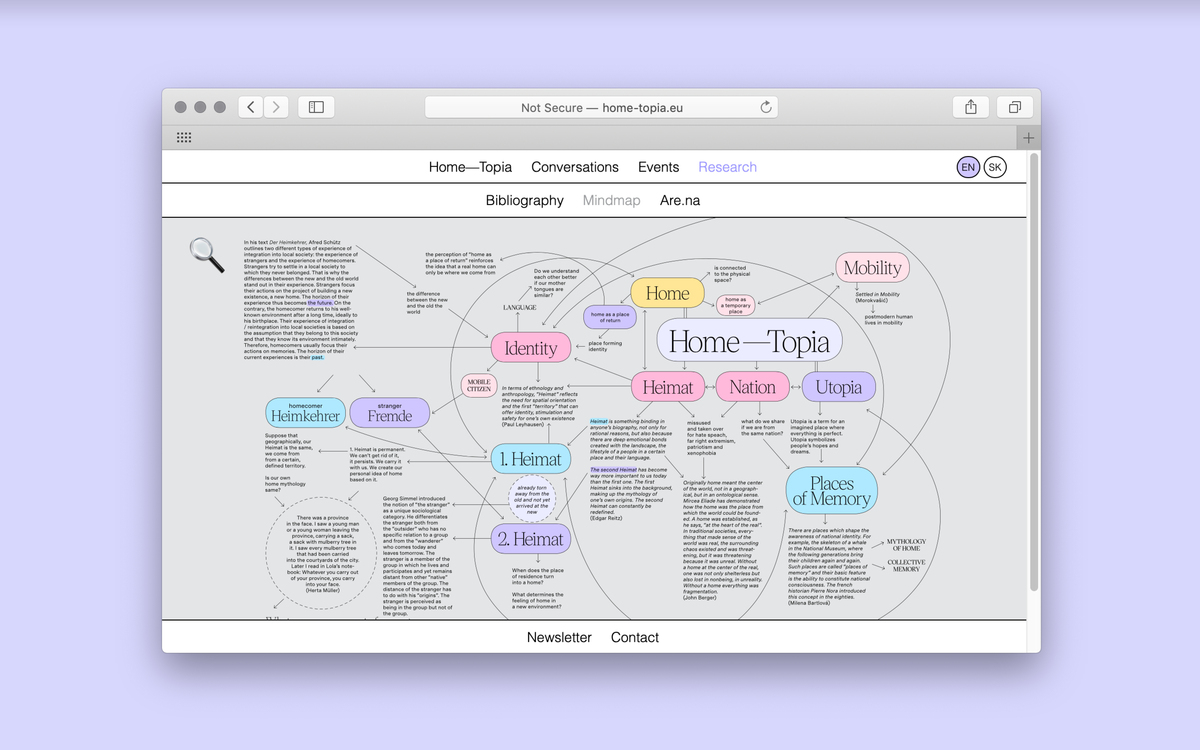 Not Secure — home-topia.eu
Home—Topia
Conversations
Events
Research
EN
SK
Bibliography
Mindmap
Are.na
In his text Der Heimkehrer, Alfred Schütz
outlines two different types of experience of
integration into local society: the experience of
strangers and the experience of homecomers.
Strangers try to settle in a local society to
which they never belonged. That is why the
differences between the new and the old world
stand out in their experience. Strangers focus
their actions on the project of building a new
existence, a new home. The horizon of their
experience thus becomes the future. On the
contrary, the homecomer returns to his well-
known environment after a long time, ideally to
his birthplace. Their experience of integration
/ reintegration into local societies is based on
the assumption that they belong to this society
and that they know its environment intimately.
Therefore, homecomers usually focus their
actions on memories. The horizon of their
current experiences is their past.
the difference
between the new
and the old the
world
the perception of "home as
a place of return" reinforces
the idea that a real home can
only be where we come from
Do we understand
each other better
if our mother
tongues are
similar?
LANGUAGE
home as a place
of return
place forming
identity
Home
is connected
to the physical
space?
home as
a temporary
place
Mobility
Settled in Mobility
(Morokvašić)
postmodern human
lives in mobility
Home—Topia
Identity
MOBILE
CITIZEN
Heimat
Nation
Utopia
homecomer
Heimkehrer
stranger
Fremde
In terms of ethnology and
anthropology, "Heimat" reflects
the need for spatial orientation
and the first "territory" that can
offer identity, stimulation and
safety for one's own existence
(Paul Leyhausen)
Suppose that
geographically, our
Heimat is the same,
we come from
from a certain,
defined territory.
Is our own
home mythology
same?
1. Heimat is permanent.
We can't get rid of it,
it persists. We carry it
with us. We create our
personal idea of home
based on it.
1. Heimat
already torn
away from the
old and not yet
arrived at the
new
2. Heimat
When does the place
of residence turn
into a home?
What determines the
feeling of home in
a new environment?
Heimat is something binding in
anyone's biography, not only for
rational reasons, but also because
there are deep emotional bonds
created with the landscape, the
lifestyle of a people in a certain
place and their language.
The second Heimat has become
way more important to us today
than the first one. The first
Heimat sinks into the background,
making up the mythology of
one's own origins. The second
Heimat can constantly be
redefined.
(Edgar Reitz)
missused
and taken over
for hate speach,
far right extremism,
patriotism and
xenophobia
what do we share
if we are from
the same nation?
Utopia is a term for an
imagined place where
everything is perfect.
Utopia symbolizes
people's hopes and
dreams.
Originally home meant the center
of the world, not in a geograph-
ical, but in an ontological sense.
Mircea Eliade has demonstrated
how the home was the place from
which the world could be found-
ed. A home was established, as
he says, "at the heart of the real".
In traditional societies, every-
thing that made sense of the
world was real, the surrounding
chaos existed and was threat-
ening, but it was threatening
because it was unreal. Without
a home at the center of the real,
one was not only shelterless but
also lost in nonbeing, in unreality.
Without a home everything was
fragmentation.
(John Berger)
Places
of Memory
There are places which shape the
awareness of national identity. For
example, the skeleton of a whale
in the National Museum, where
the following generations bring
their children again and again.
Such places are called "places of
memory" and their basic feature
is the ability to constitute national
consciousness. The french
historian Pierre Nora introduced
this concept in the eighties.
(Milena Bartlová)
MYTHOLOGY
OF HOME
COLLECTIVE
MEMORY
There was a province
in the face. I saw a young man
or a young woman leaving the
province, carrying a sack,
a sack with mulberry tree in
it. I saw every mulberry tree
that had been carried
into the courtyards of the city.
Later I read in Lola's note-
book: Whatever you carry out
of your province, you carry
into your face.
(Herta Müller)
Georg Simmel introduced
the notion of "the stranger"
as a unique sociological
category. He differentiates
the stranger both from
the "outsider" who has no
specific relation to a group
and from the "wanderer"
who comes today and
leaves tomorrow. The
stranger is a member of the
group in which he lives and
participates and yet remains
distant from other "native"
members of the group. The
distance of the stranger has
to do with his "origins". The
stranger is perceived as
being in the group but not of
the group.
Newsletter
Contact